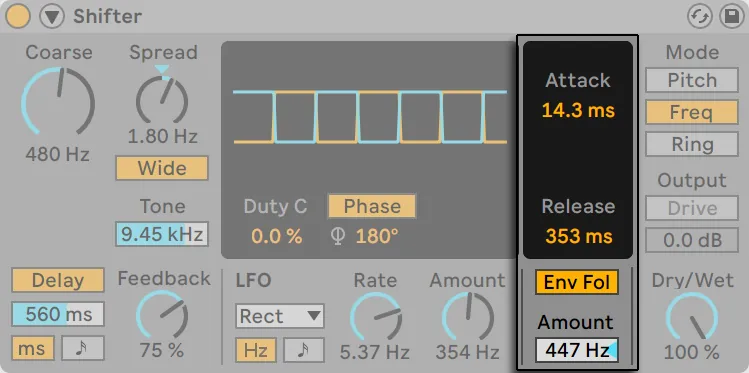 Shifter
Coarse
480 Hz
Spread
1.80 Hz
Wide
Tone
9.45 kHz
Duty C
0.0 %
Phase
180°
Attack
14.3 ms
Release
353 ms
Mode
Pitch
Freq
Ring
Output
Drive
0.0 dB
Delay
560 ms
ms
Feedback
75 %
LFO
Rect
Hz
Rate
5.37 Hz
Amount
354 Hz
Env Fol
Amount
447 Hz
Dry/Wet
100 %